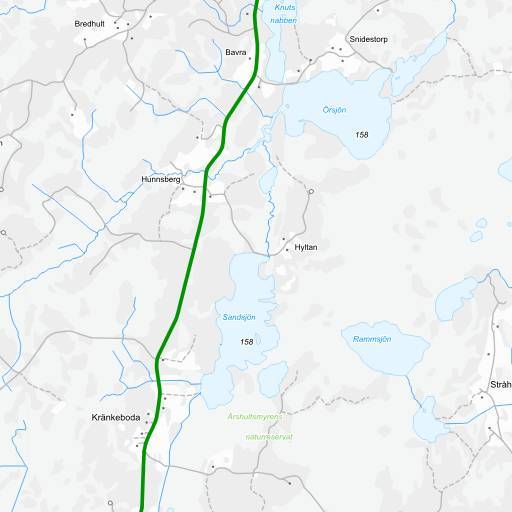 Knuts
nabben
Bredhult
Snidestorp
Bavra
Örsjön
158
Hunnsberg
Hyltan
Sandsjön
158
Rammsjön
Stråh
Kränkeboda
Årshultsmyrens
naturreservat